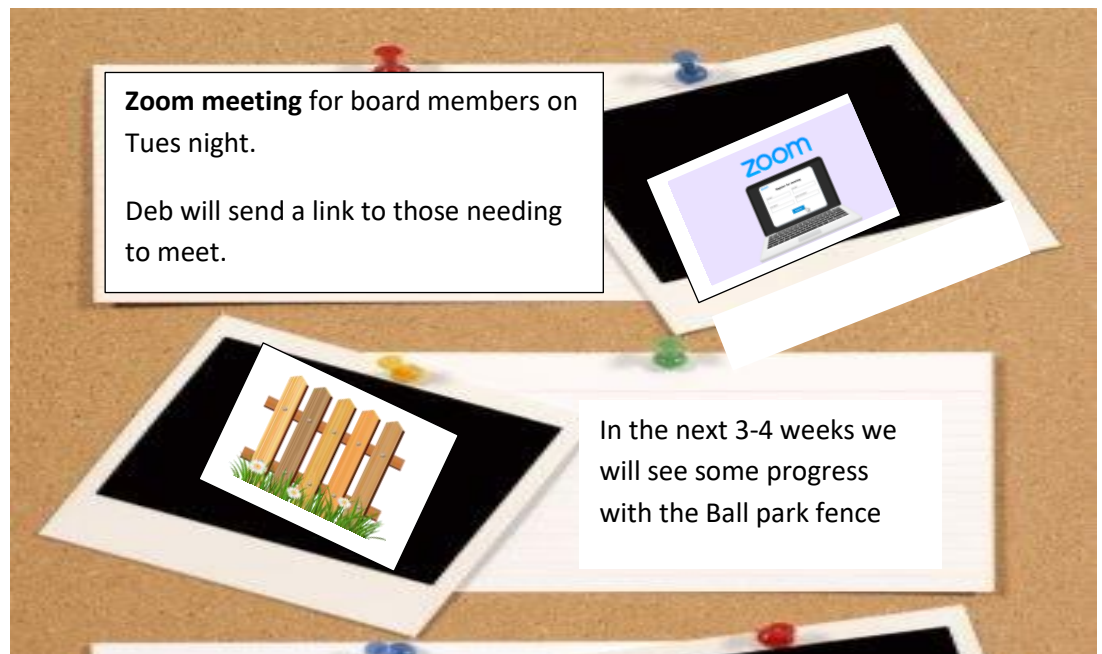 Zoom meeting for board members on
Tues night.
Deb will send a link to those needing
to meet.
zoom
In the next 3-4 weeks we
will see some progress
with the Ball park fence